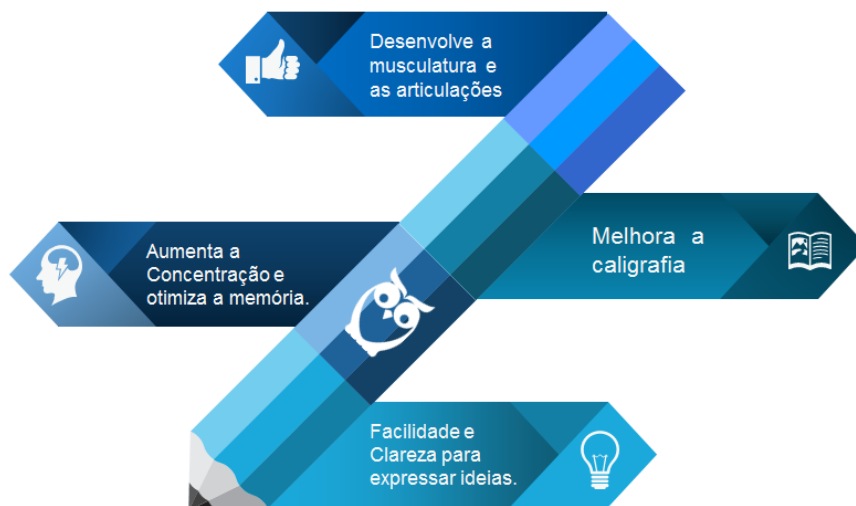 Desenvolve a
musculatura e
as articulações
Aumenta a
Concentração e
otimiza a memória.
Melhora a
caligrafia
Facilidade e
Clareza para
expressar ideias.